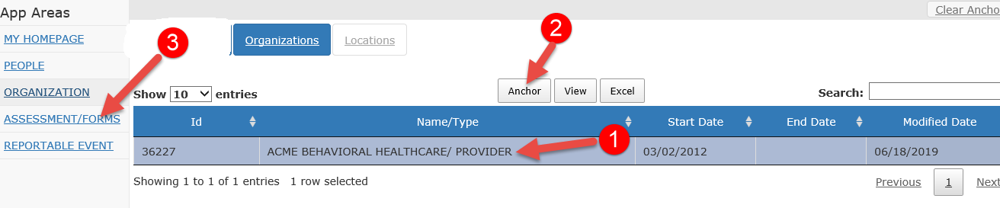 App Areas
Clear Ancho
MY HOMEPAGE
PEOPLE
ORGANIZATION
ASSESSMENT/FORMS
REPORTABLE EVENT
3
Organizations Locations
2
Show 10 entries Anchor View Excel Search:
Id Name/Type Start Date End Date Modified Date
1
36227 ACME BEHAVIORAL HEALTHCARE/ PROVIDER 03/02/2012 06/18/2019
Showing 1 to 1 of 1 entries 1 row selected Previous 1 Next